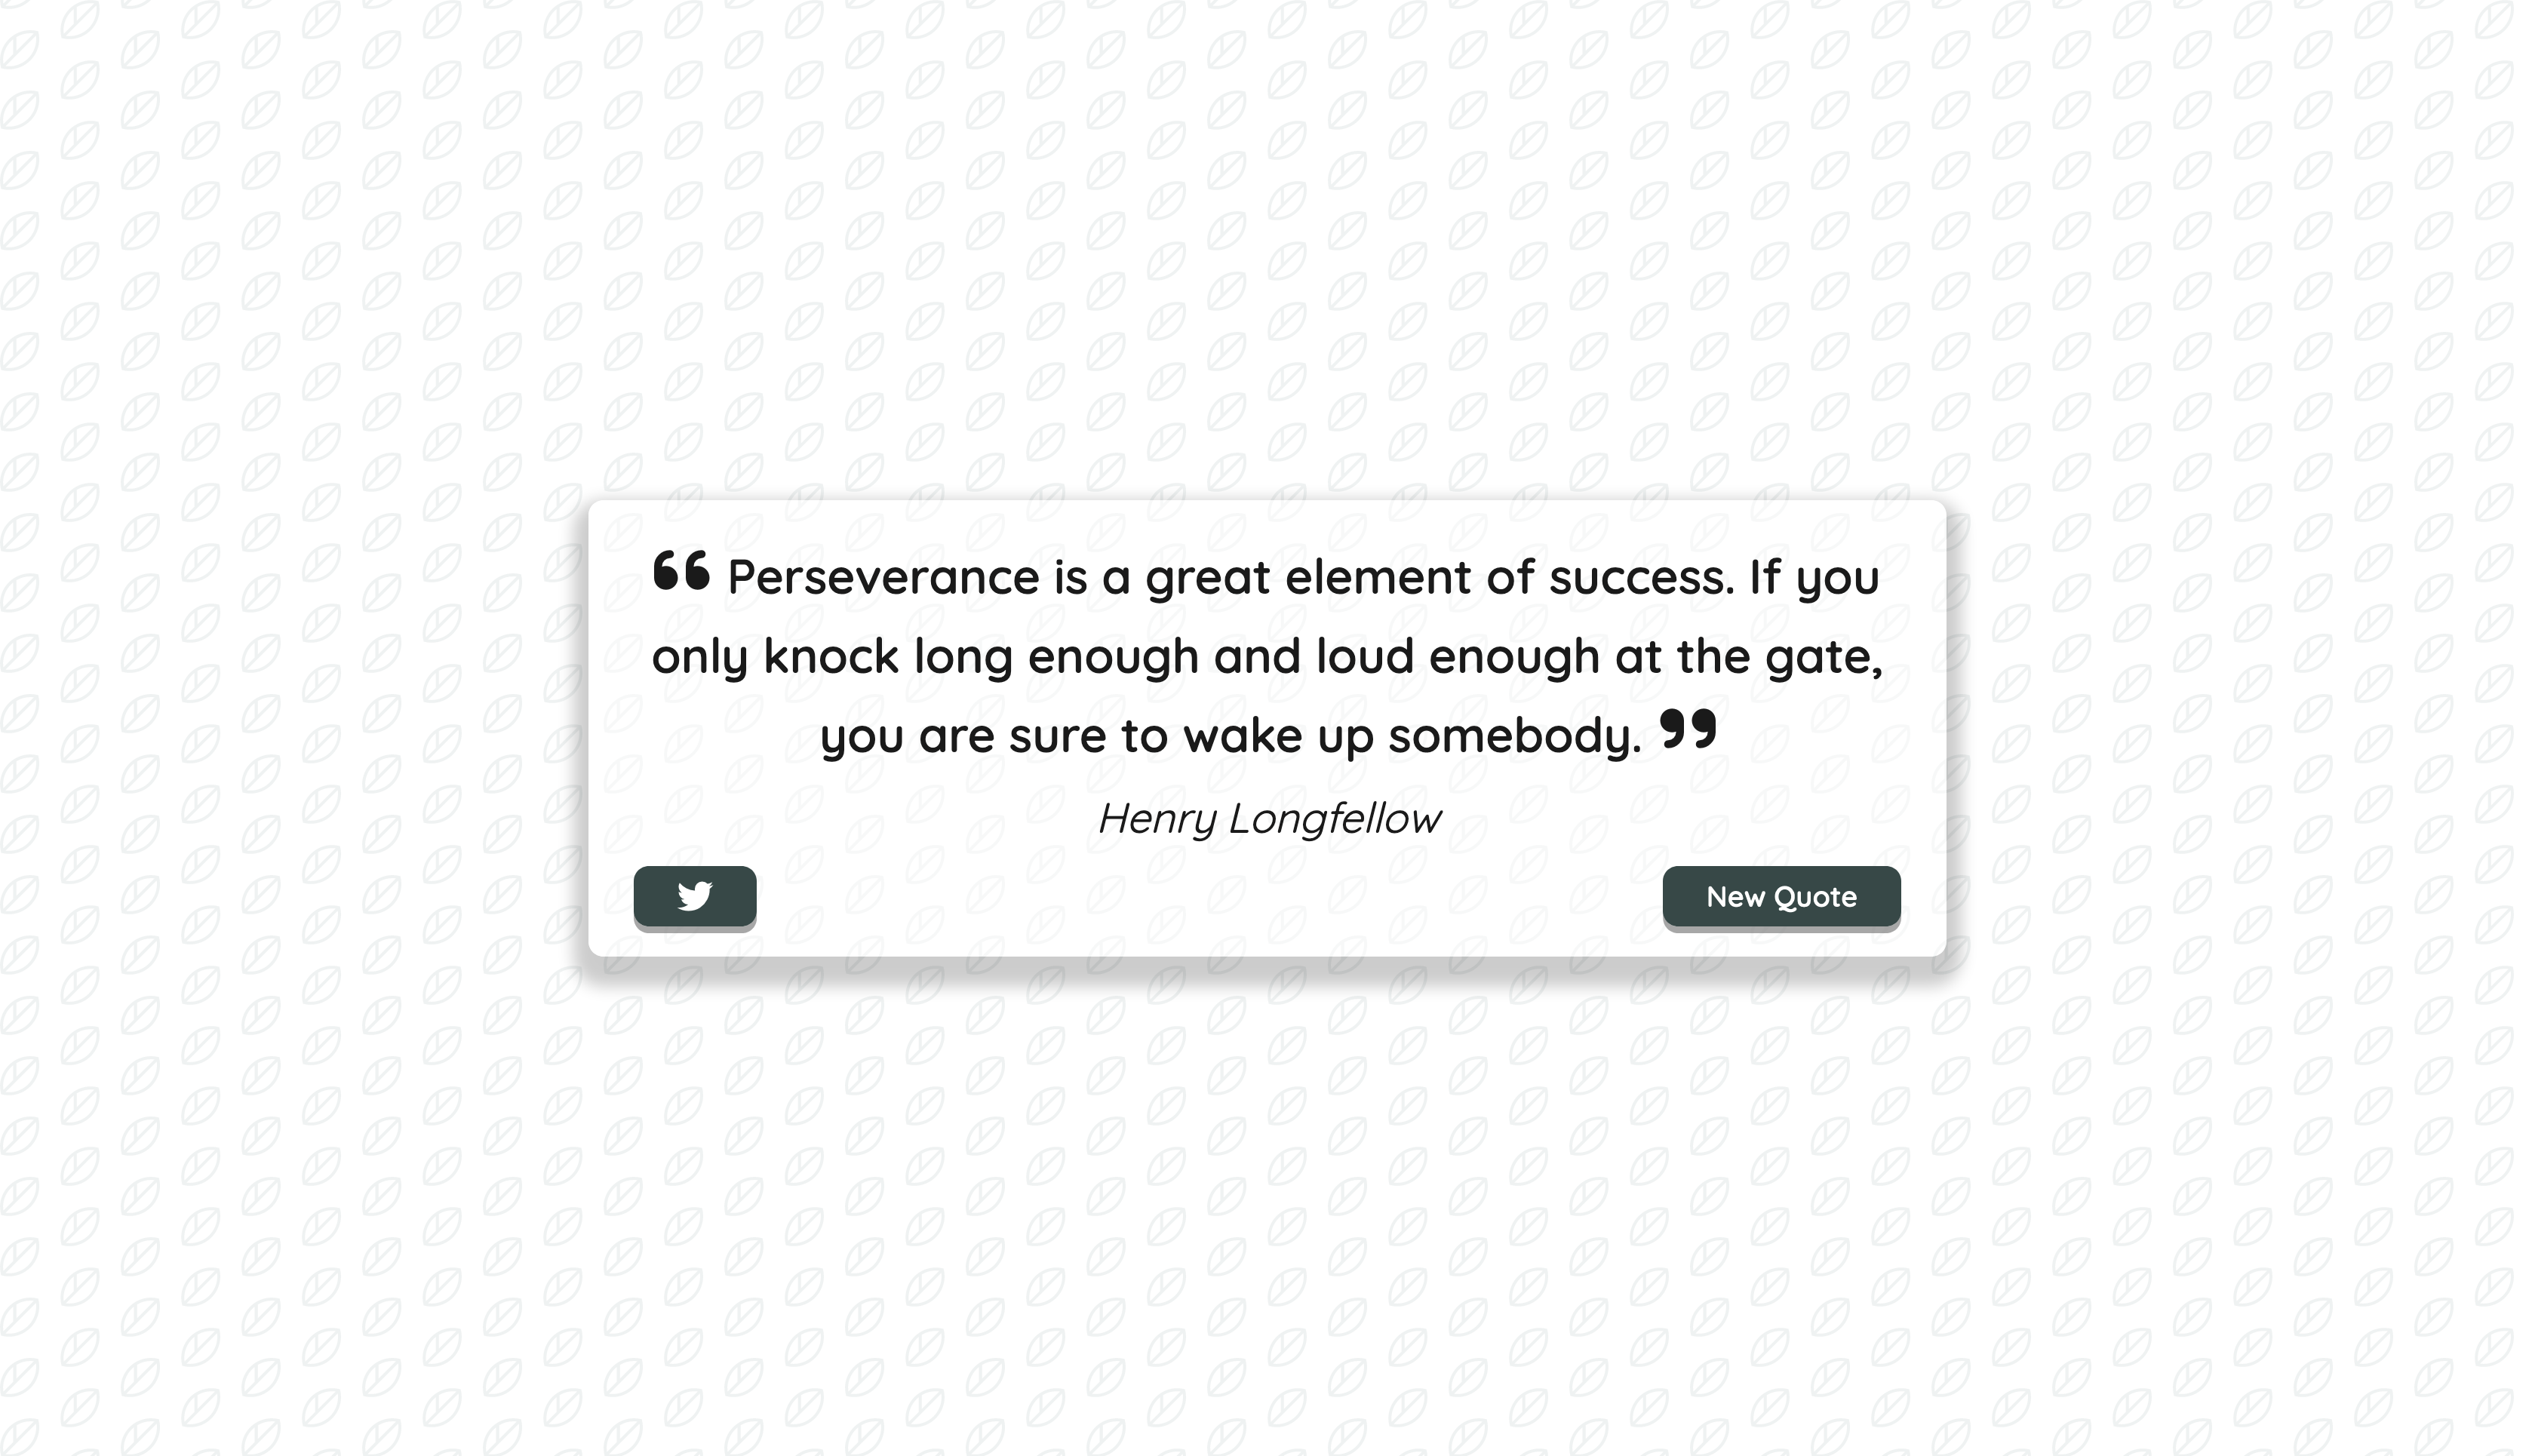 “ Perseverance is a great element of success. If you
only knock long enough and loud enough at the gate,
you are sure to wake up somebody. ”
Henry Longfellow
New Quote